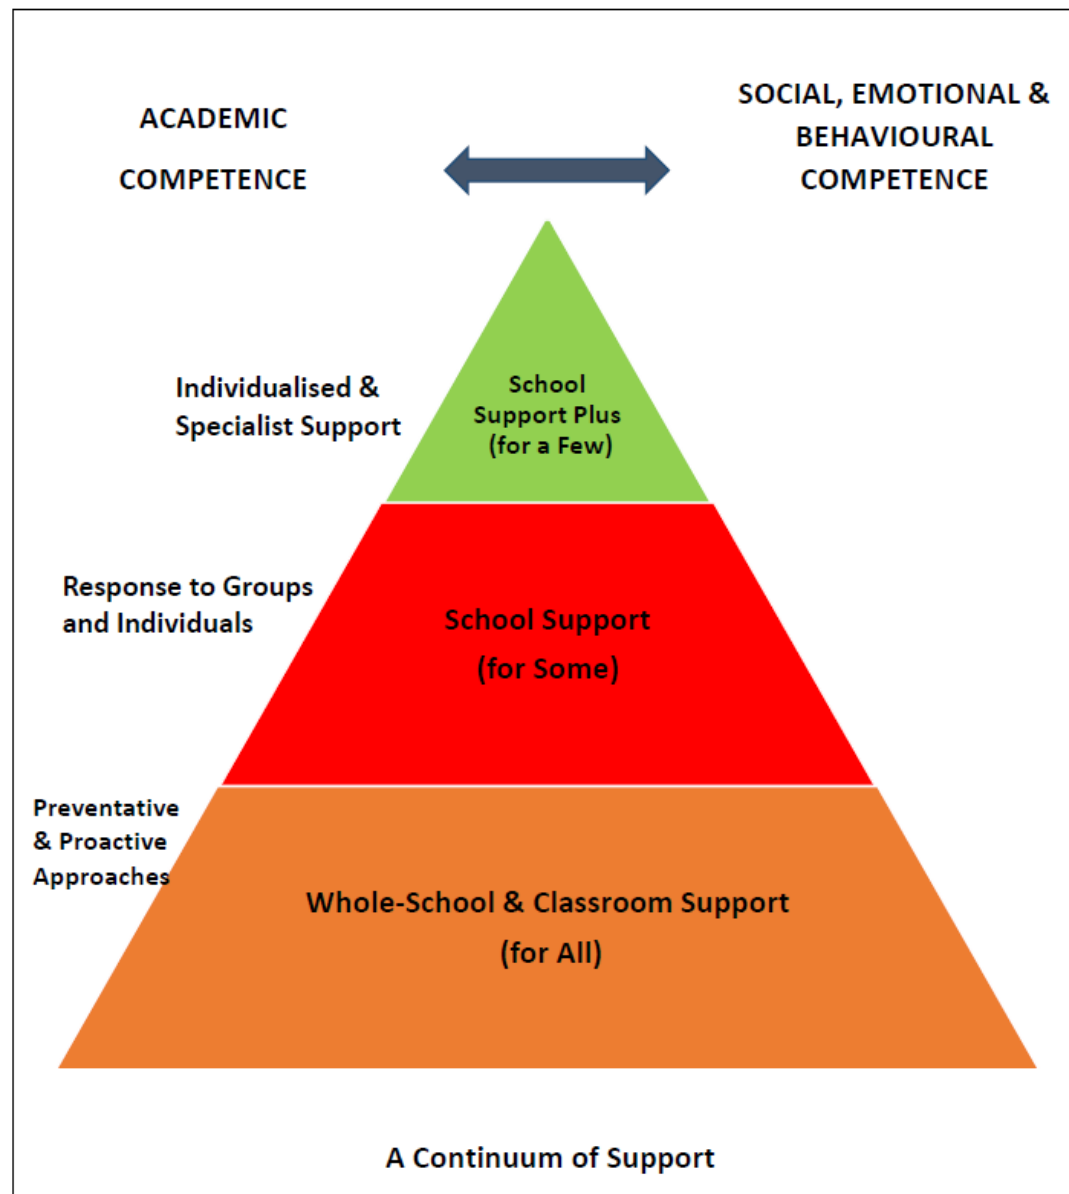 ACADEMIC
COMPETENCE
SOCIAL, EMOTIONAL &
BEHAVIOURAL
COMPETENCE
Individualised &
Specialist Support
School
Support Plus
(for a Few)
Response to Groups
and Individuals
School Support
(for Some)
Preventative
& Proactive
Approaches
Whole-School & Classroom Support
(for All)
A Continuum of Support